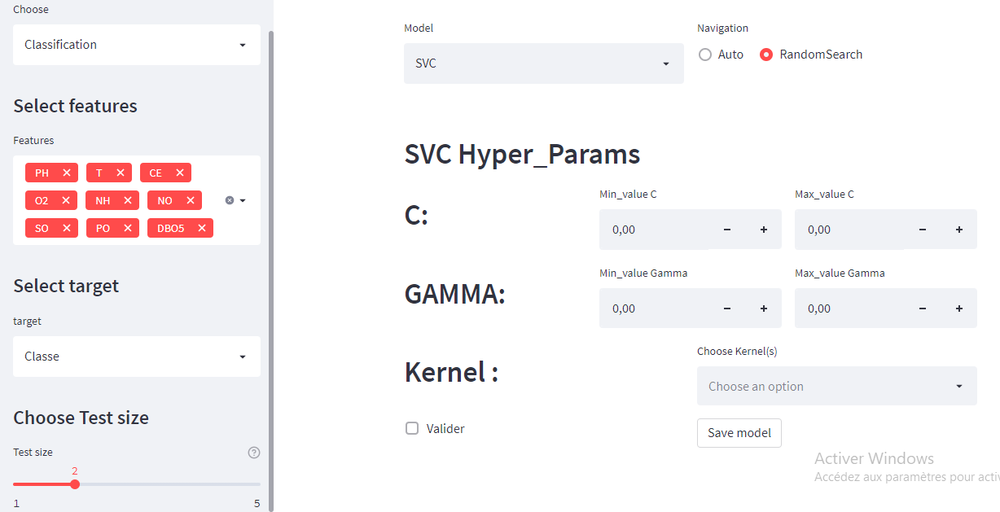 Choose
Classification
Select features
Features
PH T CE
O2 NH NO
SO PO DBO5
Select target
target
Classe
Choose Test size
Test size
2
1 5
Model
SVC
Navigation
Auto RandomSearch
SVC Hyper_Params
C:
Min_value C
0,00
Max_value C
0,00
GAMMA:
Min_value Gamma
0,00
Max_value Gamma
0,00
Kernel :
Choose Kernel(s)
Choose an option
Valider
Save model
Activer Windows
Accédez aux paramètres pour activ